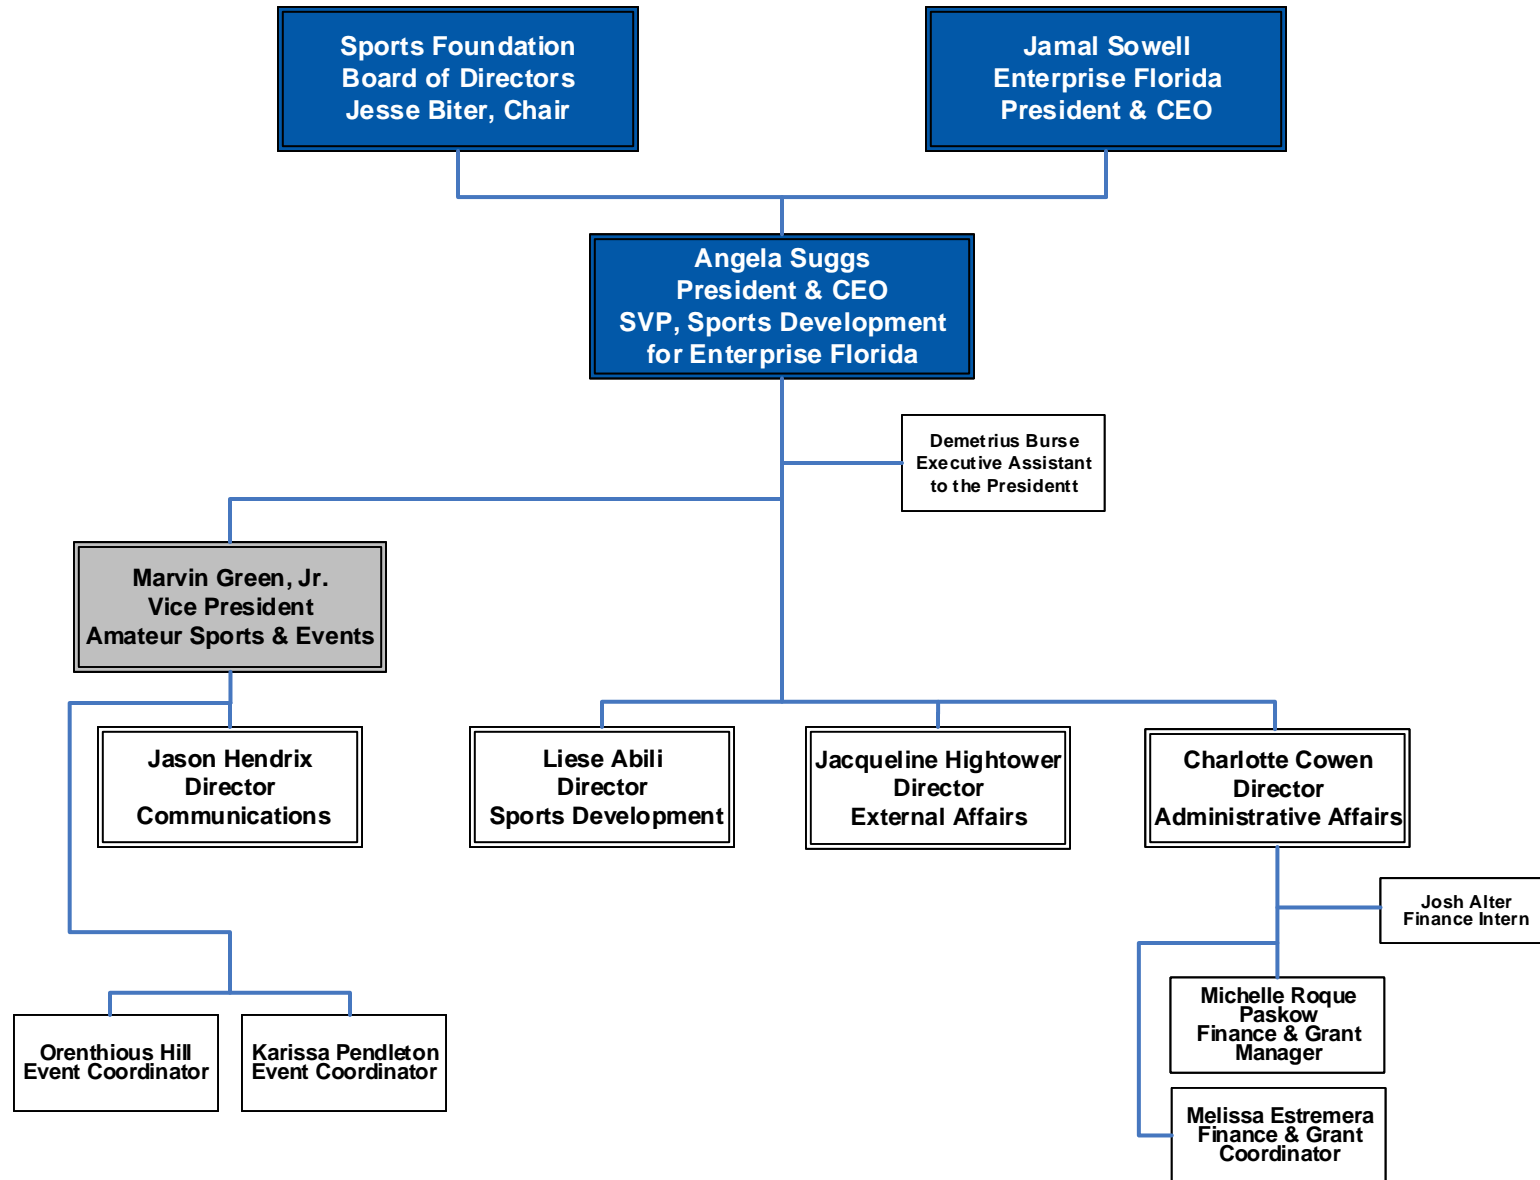 Sports Foundation
Board of Directors
Jesse Biter, Chair
Jamal Sowell
Enterprise Florida
President & CEO
Angela Suggs
President & CEO
SVP, Sports Development
for Enterprise Florida
Demetrius Burse
Executive Assistant
to the Presidentt
Marvin Green, Jr.
Vice President
Amateur Sports & Events
Jason Hendrix
Director
Communications
Liese Abili
Director
Sports Development
Jacqueline Hightower
Director
External Affairs
Charlotte Cowen
Director
Administrative Affairs
Josh Alter
Finance Intern
Michelle Roque
Paskow
Finance & Grant
Manager
Orenthious Hill
Event Coordinator
Karissa Pendleton
Event Coordinator
Melissa Estremera
Finance & Grant
Coordinator